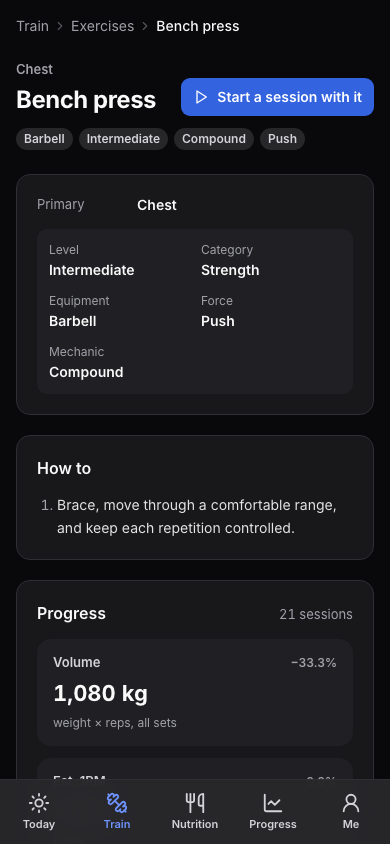 Train > Exercises > Bench press
Chest
Bench press
Start a session with it
Barbell Intermediate Compound Push
Primary Chest
Level Category
Intermediate Strength
Equipment Force
Barbell Push
Mechanic
Compound
How to
1. Brace, move through a comfortable range,
and keep each repetition controlled.
Progress 21 sessions
Volume −33.3%
1,080 kg
weight × reps, all sets
Today Train Nutrition Progress Me